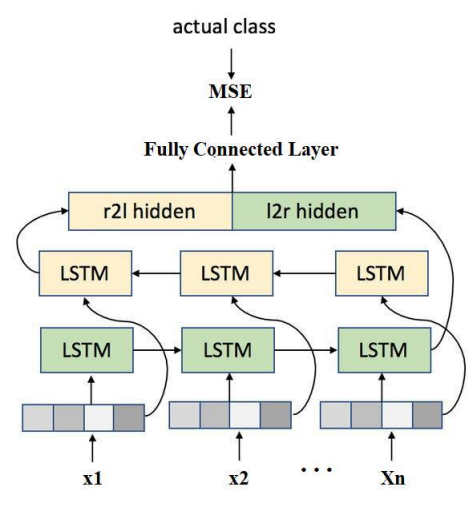 actual class
MSE
Fully Connected Layer
r2l hidden l2r hidden
LSTM LSTM LSTM
LSTM LSTM LSTM
x1 x2 ... Xn